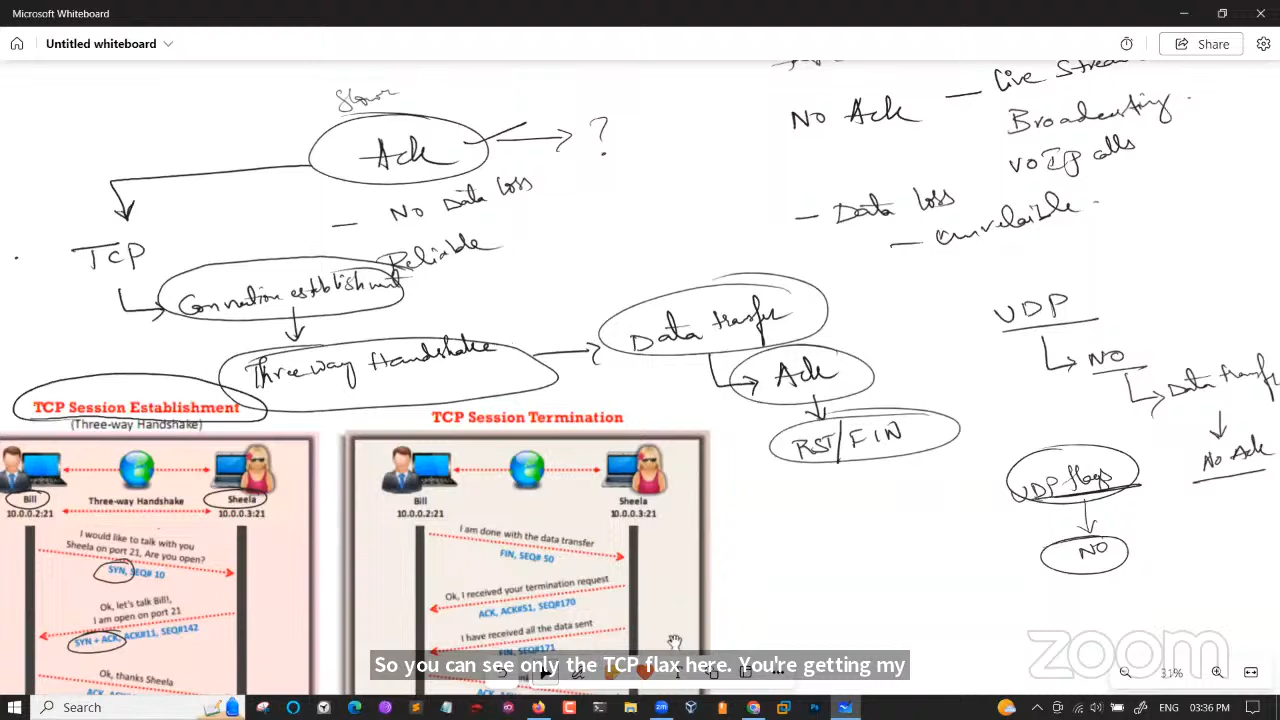 Microsoft Whiteboard
Untitled whiteboard
Share
Slower
Ack
?
No Data loss
Reliable
TCP
Connection establishment
Three way Handshake
Data transfer
Ack
RST/FIN
No Ack
Live Strea
Broadcasting
VOIP calls
Data loss
UDP
NO
Data transfe
No Ack
UDP flags
NO
TCP Session Establishment
(Three-way Handshake)
Bill
Three-way Handshake
Sheela
10.0.0.2:21
10.0.0.3:21
I would like to talk with you
Sheela on port 21, Are you open?
SYN, SEQ# 10
Ok, let's talk Bill!,
I am open on port 21
SYN + ACK, ACK#11, SEQ#142
Ok, thanks Sheela
TCP Session Termination
Bill
Sheela
10.0.0.2:21
10.0.0.3:21
I am done with the data transfer
FIN, SEQ# 50
Ok, I received your termination request
ACK, ACK#51, SEQ#170
I have received all the data sent
FIN, SEQ#171
So you can see only the TCP flax here. You're getting my
zoom
31%
Search
ENG
03:36 PM